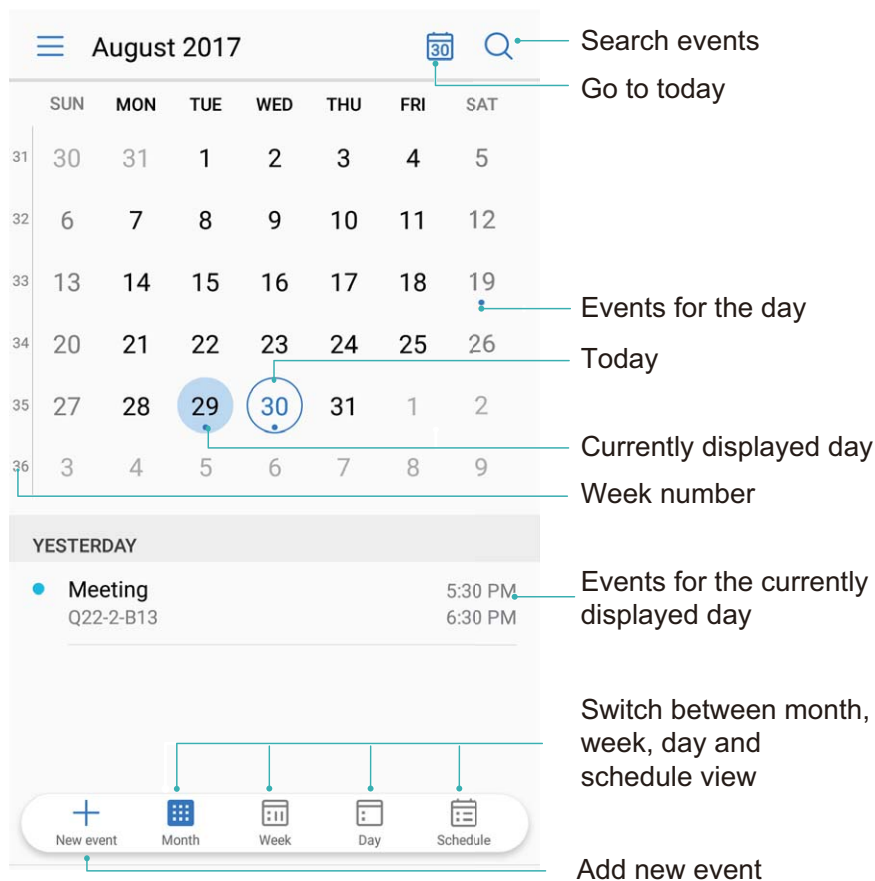 August 2017
30
Search events
Go to today
SUN MON TUE WED THU FRI SAT
31 30 31 1 2 3 4 5
32 6 7 8 9 10 11 12
33 13 14 15 16 17 18 19
Events for the day
34 20 21 22 23 24 25 26
Today
35 27 28 29 30 31 1 2
Currently displayed day
36 3 4 5 6 7 8 9
Week number
YESTERDAY
Meeting 5:30 PM
Q22-2-B13 6:30 PM
Events for the currently
displayed day
Switch between month,
week, day and
schedule view
New event Month Week Day Schedule
Add new event